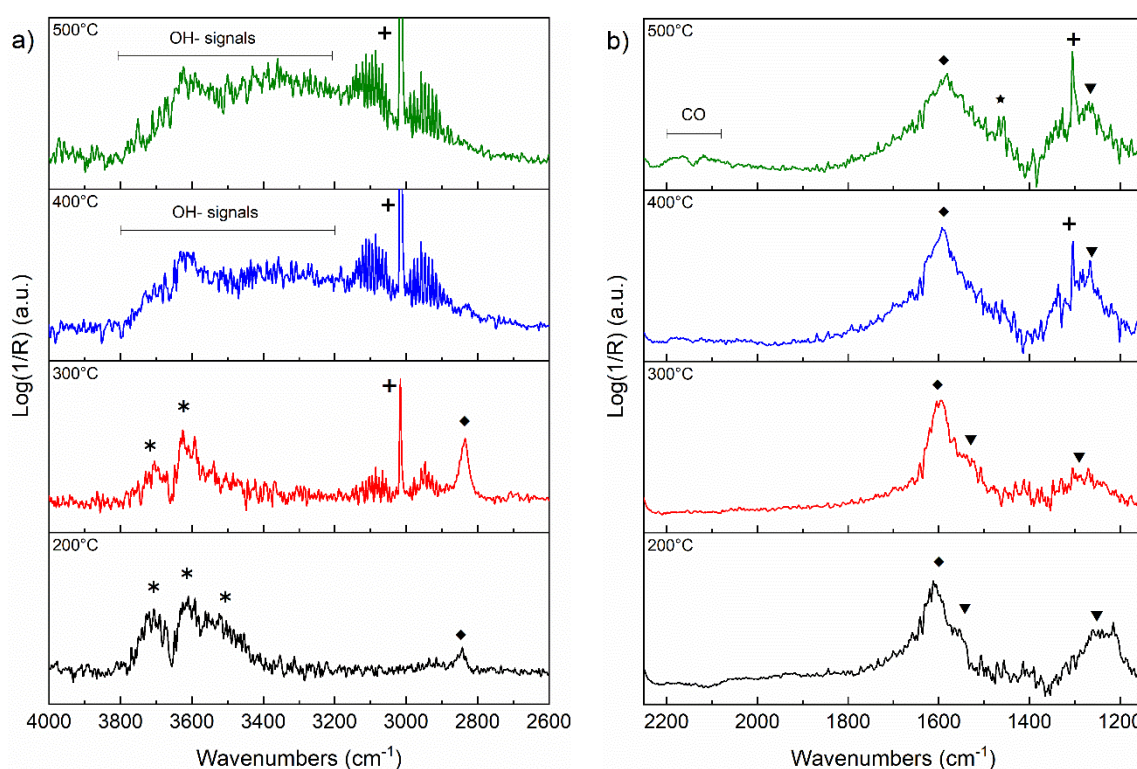 a)
500°C
OH- signals
+
400°C
OH- signals
+
300°C
*
*
+
◆
200°C
*
*
*
◆
Log(1/R) (a.u.)
4000 3800 3600 3400 3200 3000 2800 2600
Wavenumbers (cm⁻¹)
b)
500°C
CO
◆
★
+
▼
400°C
◆
+
▼
300°C
◆
▼
▼
200°C
◆
▼
▼
Log(1/R) (a.u.)
2200 2000 1800 1600 1400 1200
Wavenumbers (cm⁻¹)